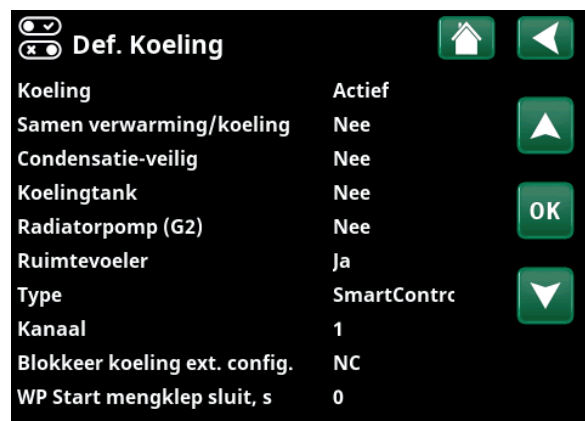 Def. Koeling
Koeling Actief
Samen verwarming/koeling Nee
Condensatie-veilig Nee
Koelingtank Nee
Radiatorpomp (G2) Nee
OK
Ruimtevoeler Ja
Type SmartContrc
Kanaal 1
Blokkeer koeling ext. config. NC
WP Start mengklep sluit, s 0